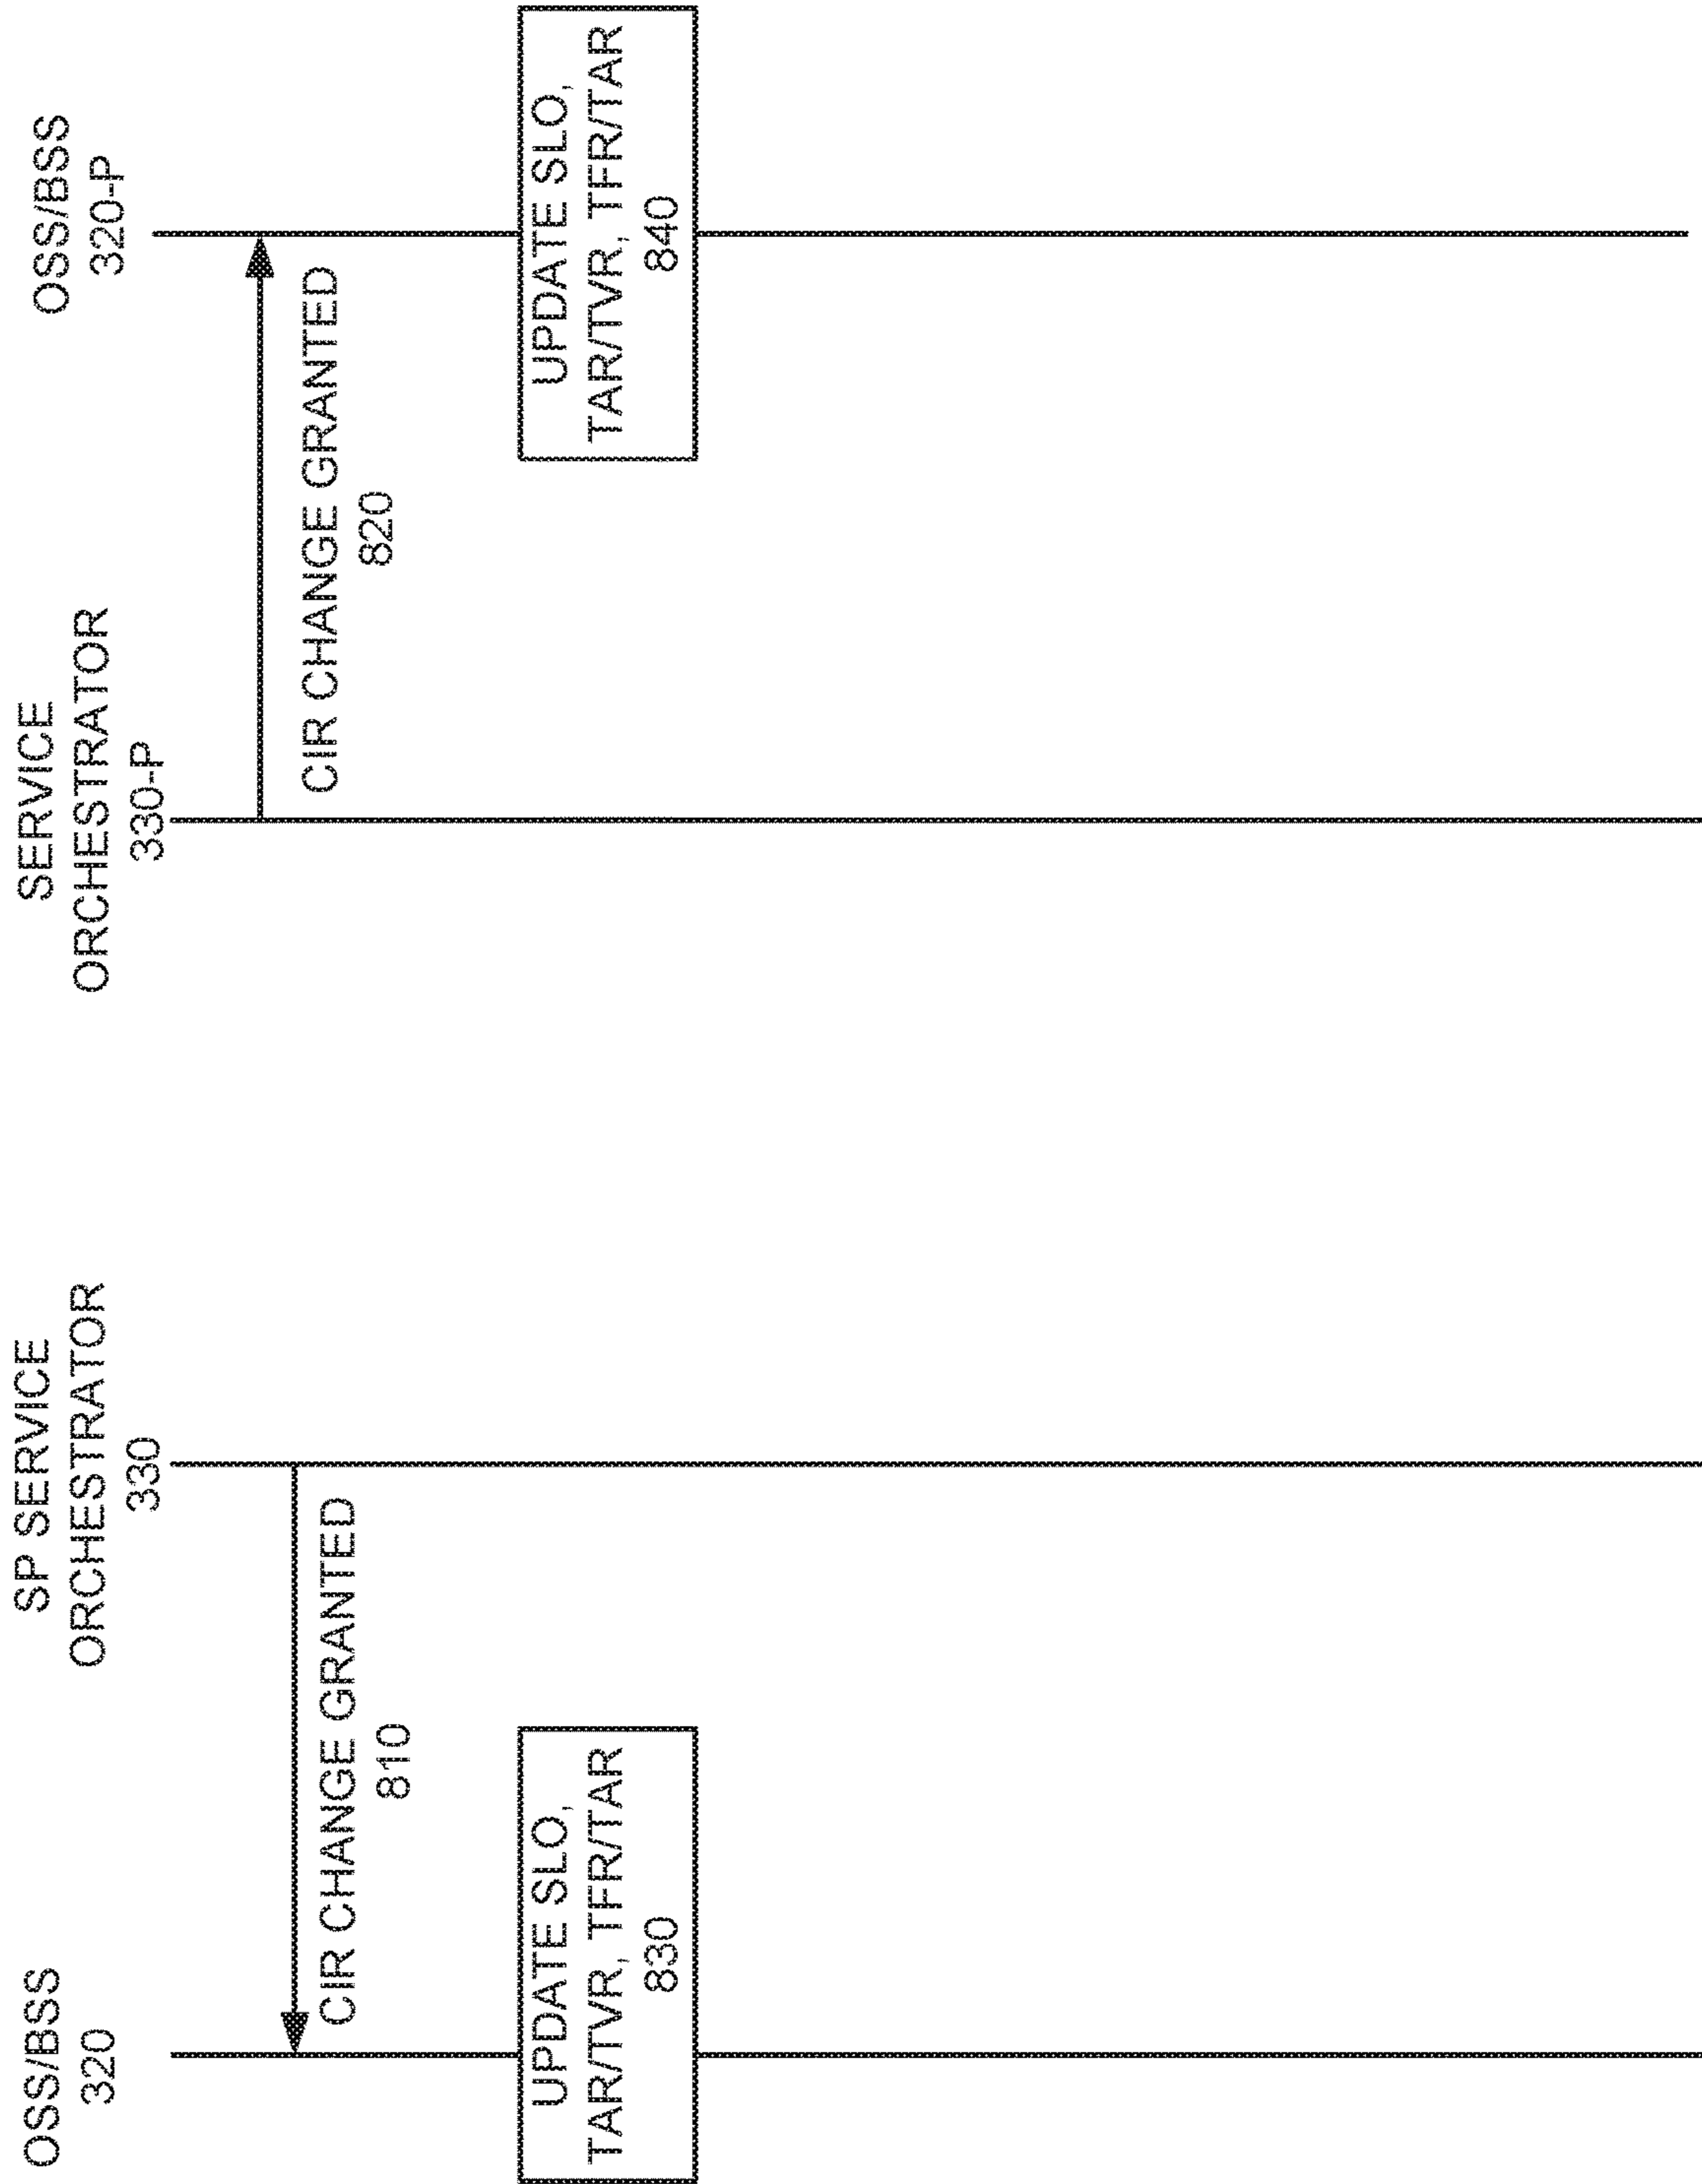 OSS/BSS
320
SP SERVICE
ORCHESTRATOR
330
SERVICE
ORCHESTRATOR
330-P
OSS/BSS
320-P
CIR CHANGE GRANTED
810
CIR CHANGE GRANTED
820
UPDATE SLO,
TAR/TVR, TFR/TAR
830
UPDATE SLO,
TAR/TVR, TFR/TAR
840